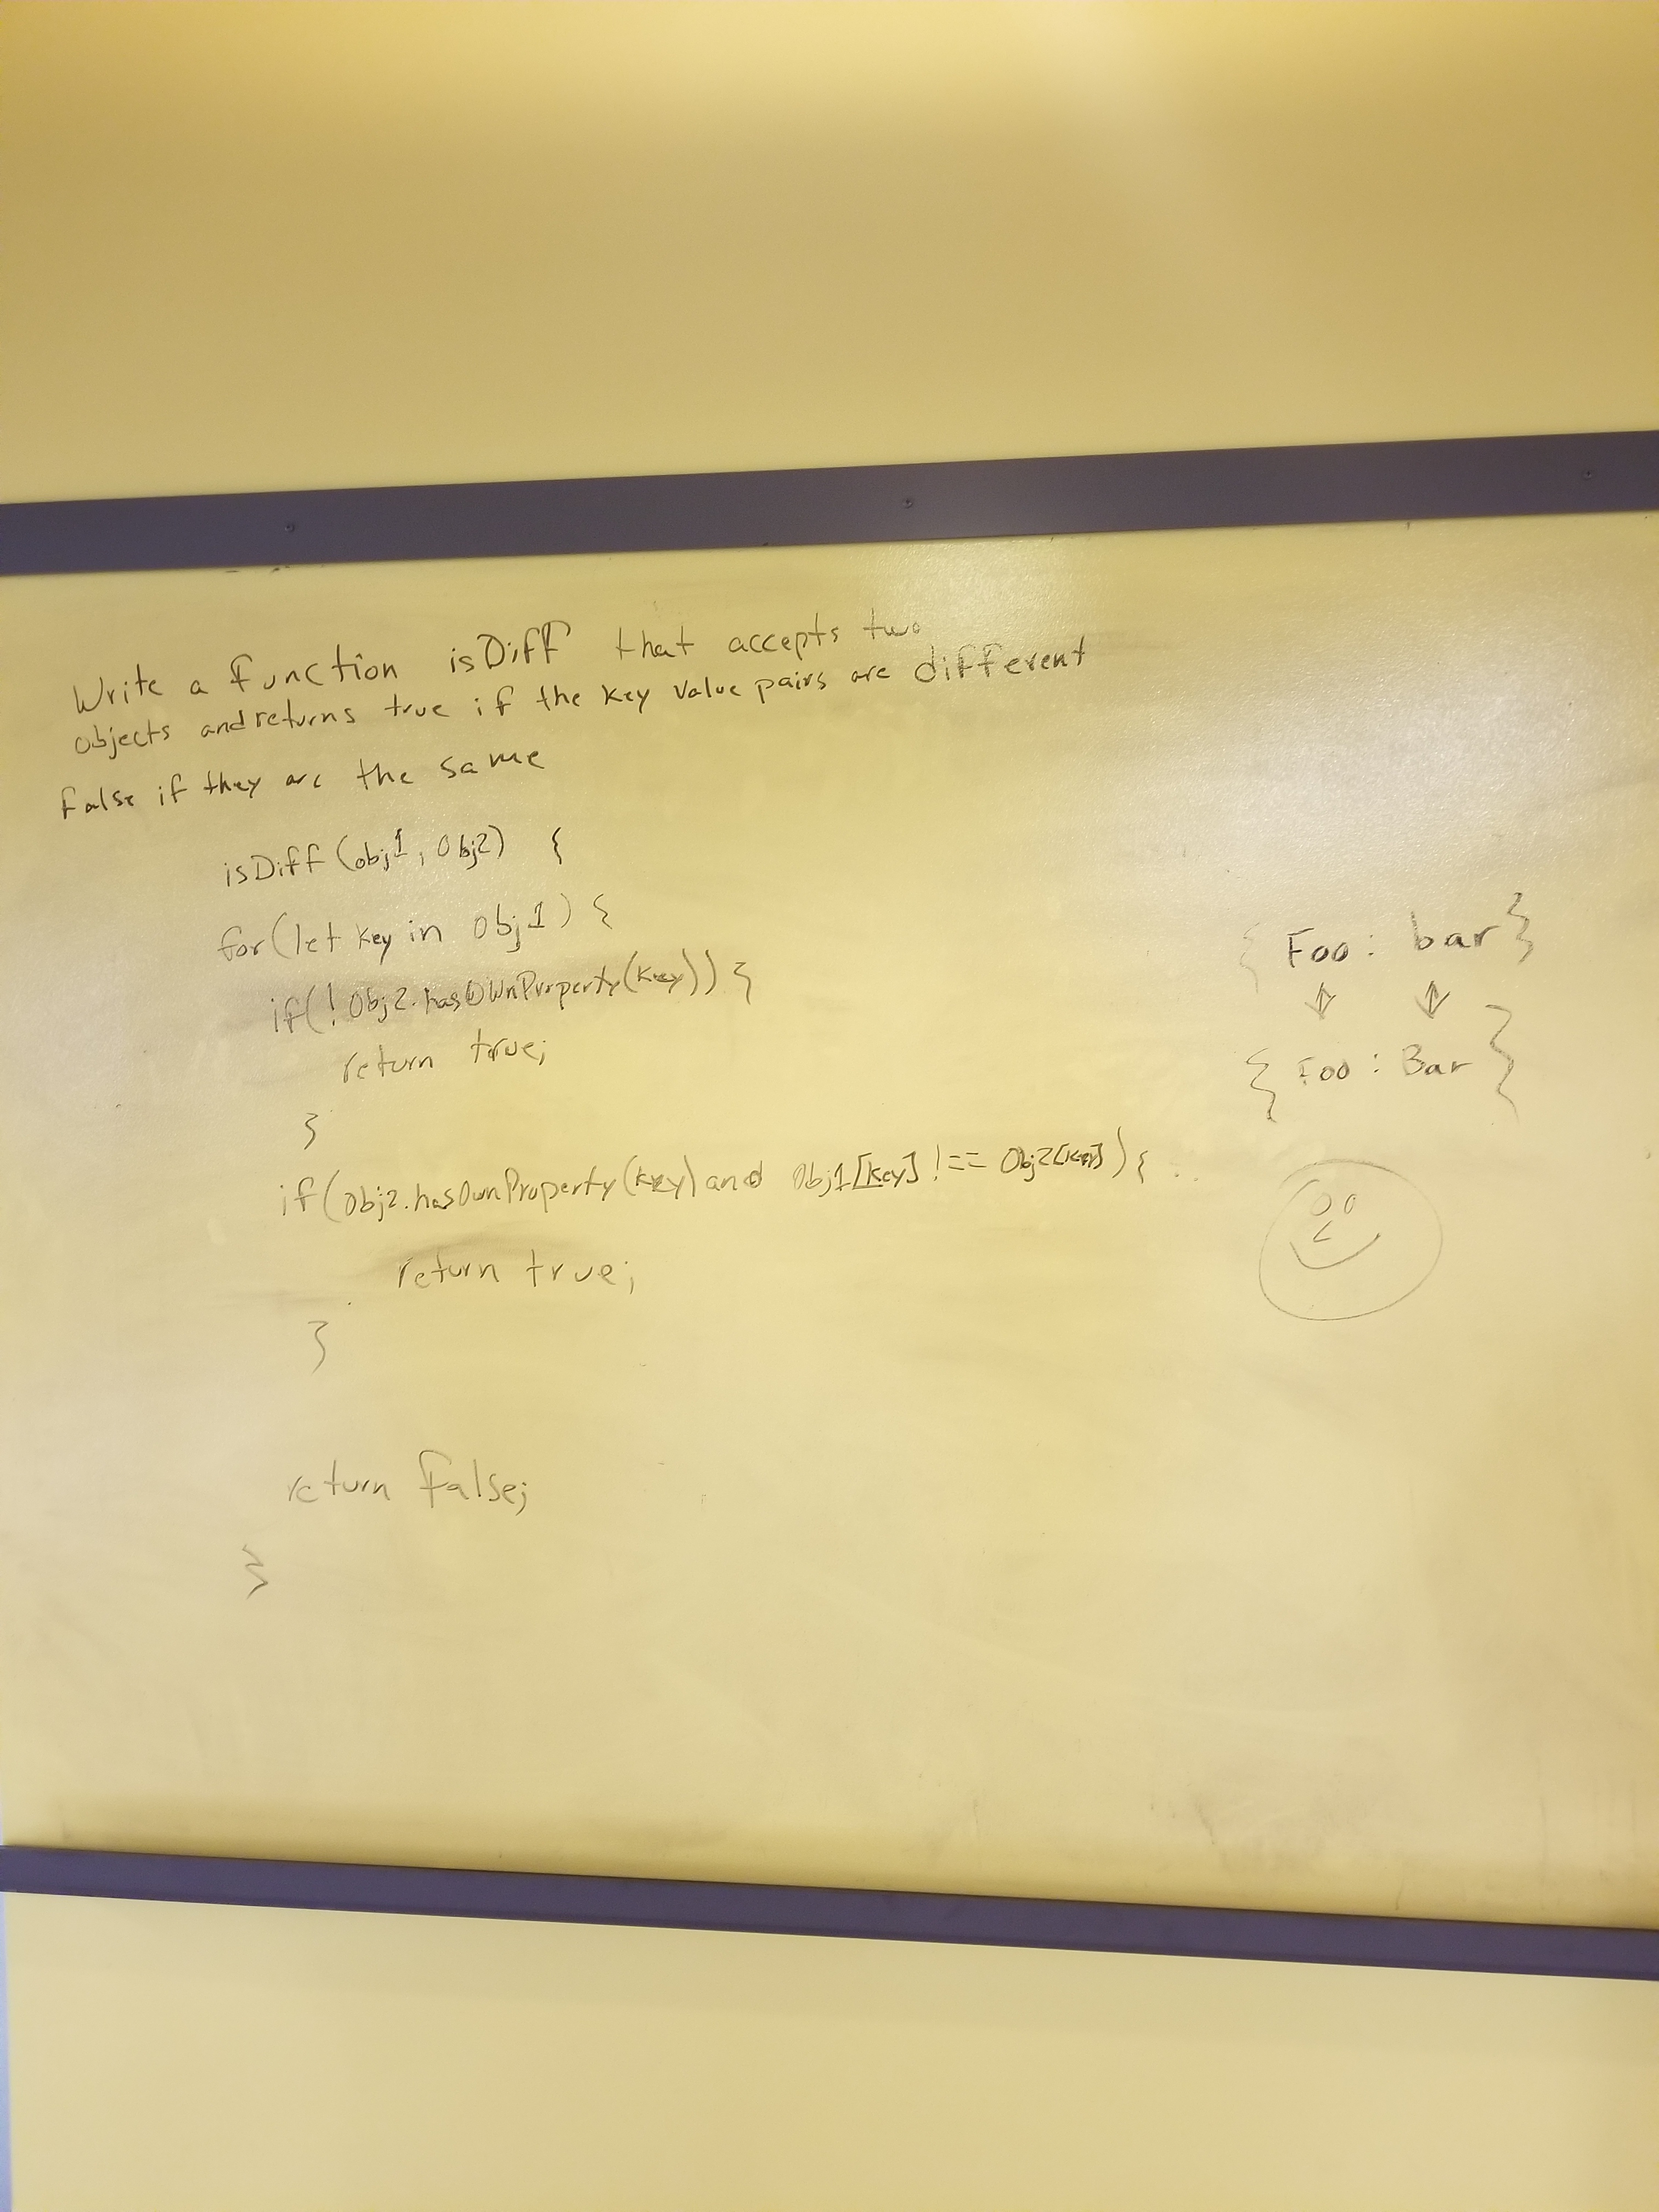 Write a function isDiff that accepts two
objects and returns true if the key value pairs are different
false if they are the same
isDiff (obj1, Obj2) {
for (let key in Obj1) {
if(! Obj2.hasOwnProperty(key)) {
return true;
}
if (Obj2.hasOwnProperty(key) and Obj1[key] !== Obj2[key]) {
return true;
}
return false;
}
{ Foo : bar }
{ Foo : Bar }